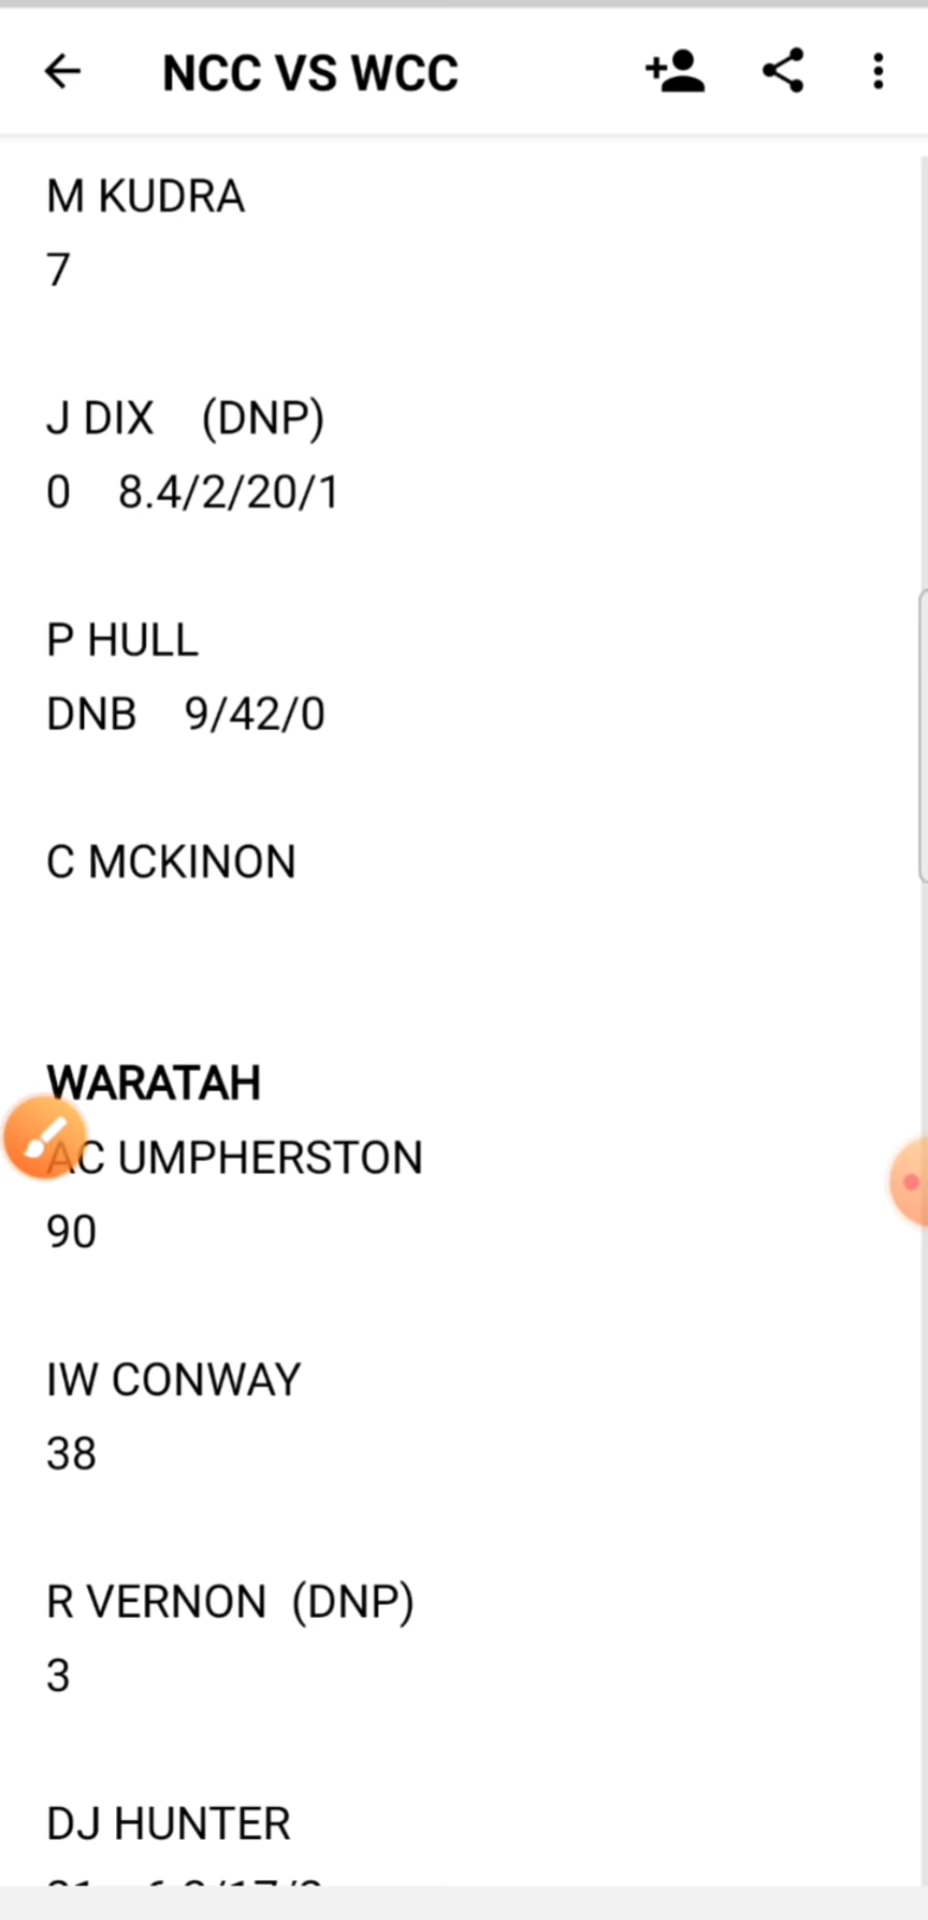 NCC VS WCC
M KUDRA
7
J DIX (DNP)
0 8.4/2/20/1
P HULL
DNB 9/42/0
C MCKINON
WARATAH
AC UMPHERSTON
90
IW CONWAY
38
R VERNON (DNP)
3
DJ HUNTER